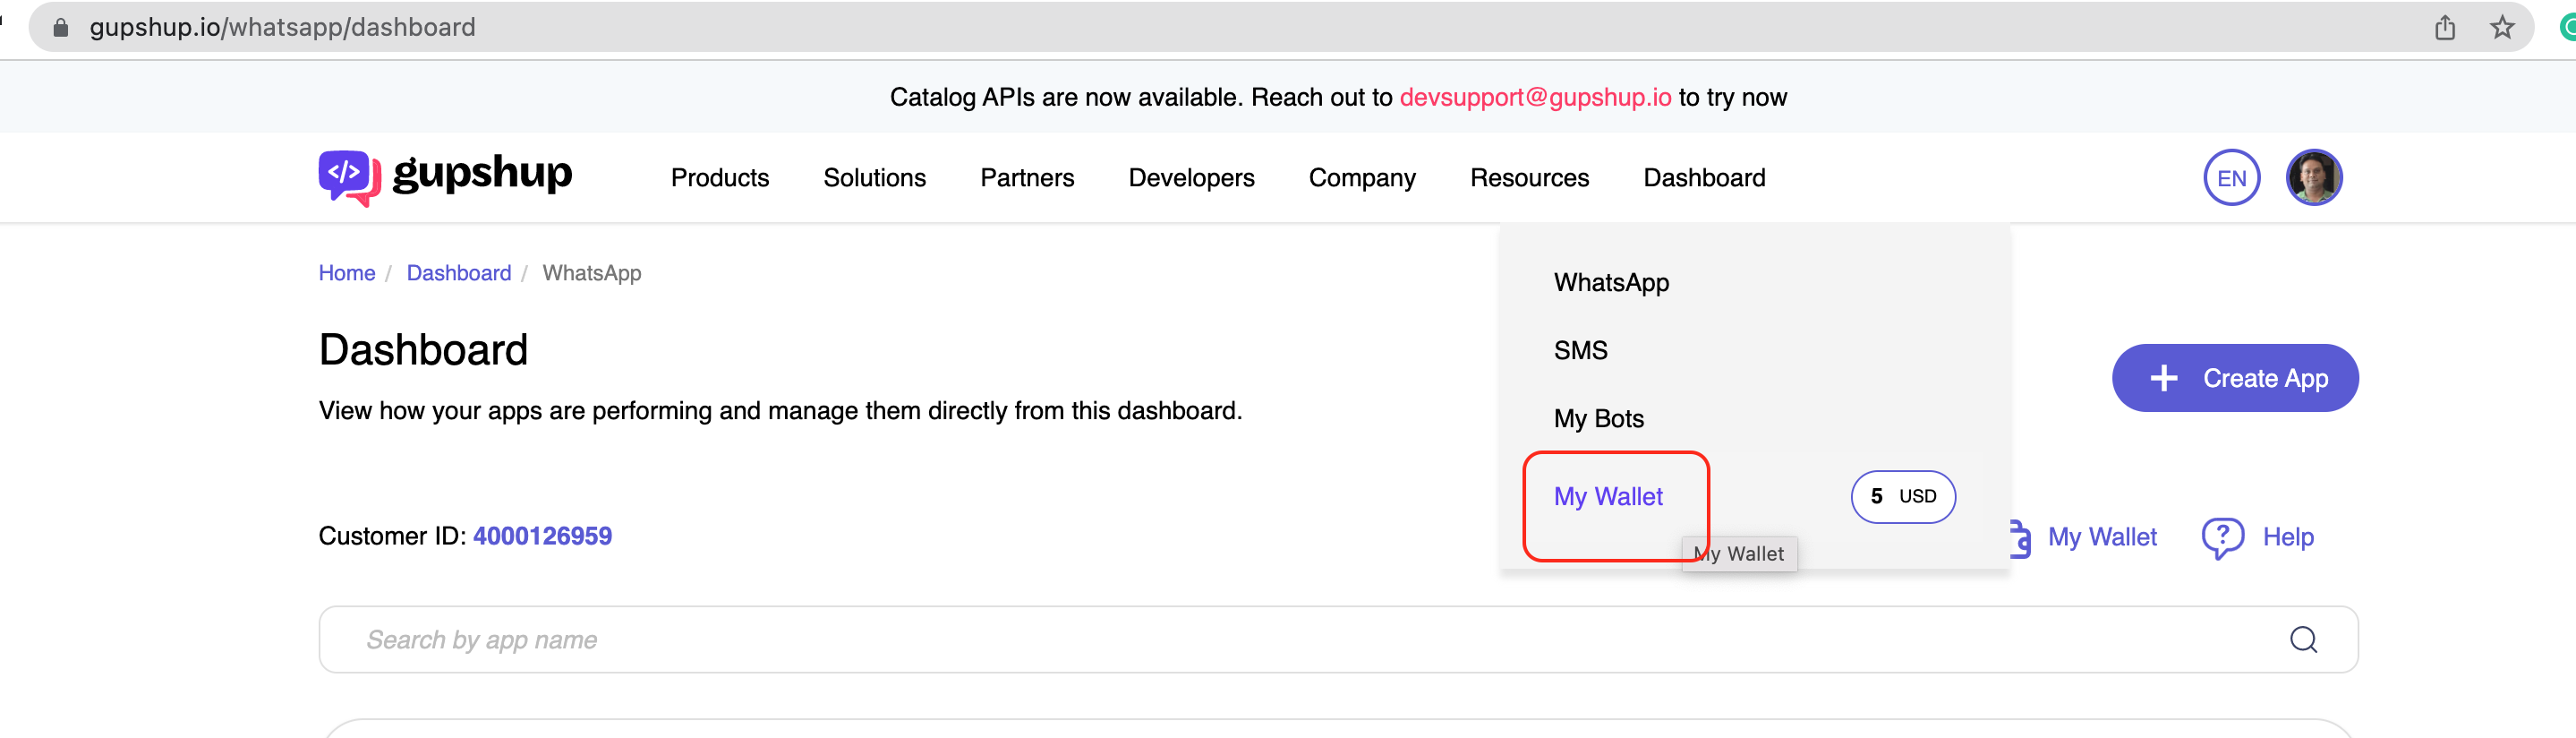 gupshup.io/whatsapp/dashboard
Catalog APIs are now available. Reach out to devsupport@gupshup.io to try now
</> gupshup Products Solutions Partners Developers Company Resources Dashboard EN
Home / Dashboard / WhatsApp
WhatsApp
Dashboard
SMS
+ Create App
View how your apps are performing and manage them directly from this dashboard.
My Bots
My Wallet 5 USD
Customer ID: 4000126959
My Wallet ? Help
My Wallet
Search by app name